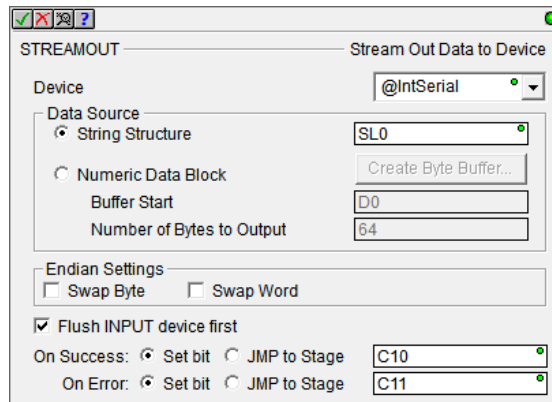 ?
STREAMOUT Stream Out Data to Device
Device @IntSerial
Data Source
String Structure SL0
Numeric Data Block Create Byte Buffer...
Buffer Start D0
Number of Bytes to Output 64
Endian Settings
Swap Byte Swap Word
Flush INPUT device first
On Success: Set bit JMP to Stage C10
On Error: Set bit JMP to Stage C11